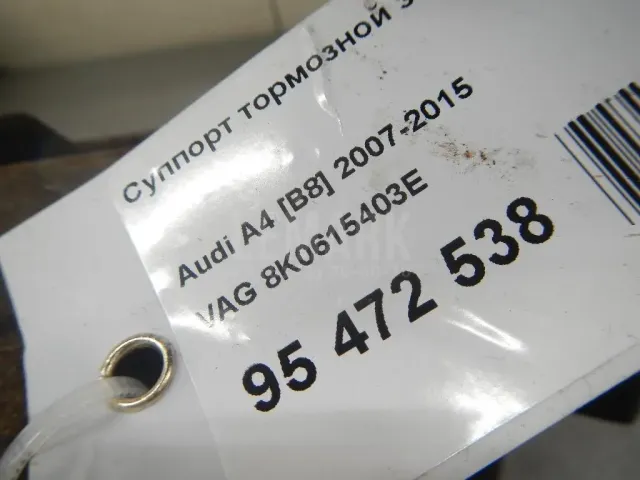 Суппорт тормозной
Audi A4 [B8] 2007-2015
VAG 8K0615403E
95 472 538